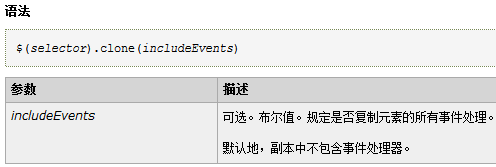 语法
$(selector).clone(includeEvents)
参数 描述
includeEvents 可选。布尔值。规定是否复制元素的所有事件处理。
默认地，副本中不包含事件处理器。